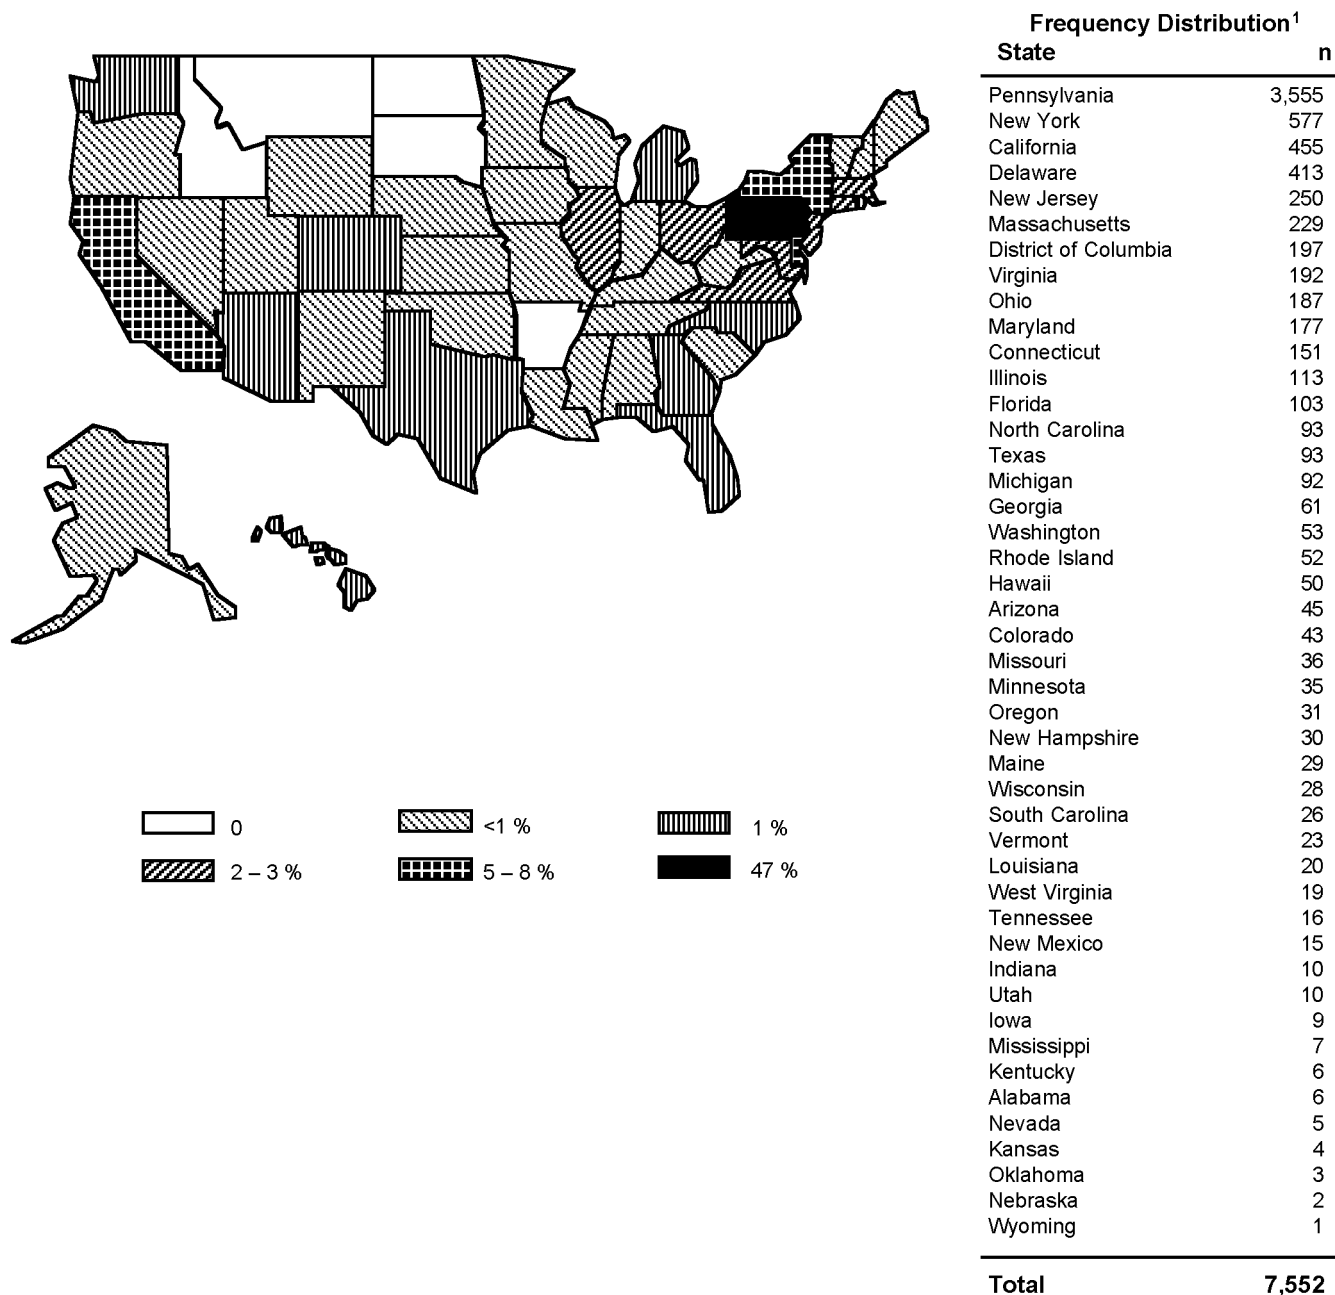 Frequency Distribution1
State n
Pennsylvania 3,555
New York 577
California 455
Delaware 413
New Jersey 250
Massachusetts 229
District of Columbia 197
Virginia 192
Ohio 187
Maryland 177
Connecticut 151
Illinois 113
Florida 103
North Carolina 93
Texas 93
Michigan 92
Georgia 61
Washington 53
Rhode Island 52
Hawaii 50
Arizona 45
Colorado 43
Missouri 36
Minnesota 35
Oregon 31
New Hampshire 30
Maine 29
Wisconsin 28
South Carolina 26
Vermont 23
Louisiana 20
West Virginia 19
Tennessee 16
New Mexico 15
Indiana 10
Utah 10
Iowa 9
Mississippi 7
Kentucky 6
Alabama 6
Nevada 5
Kansas 4
Oklahoma 3
Nebraska 2
Wyoming 1
Total 7,552
0 <1 % 1 %
2 – 3 % 5 – 8 % 47 %